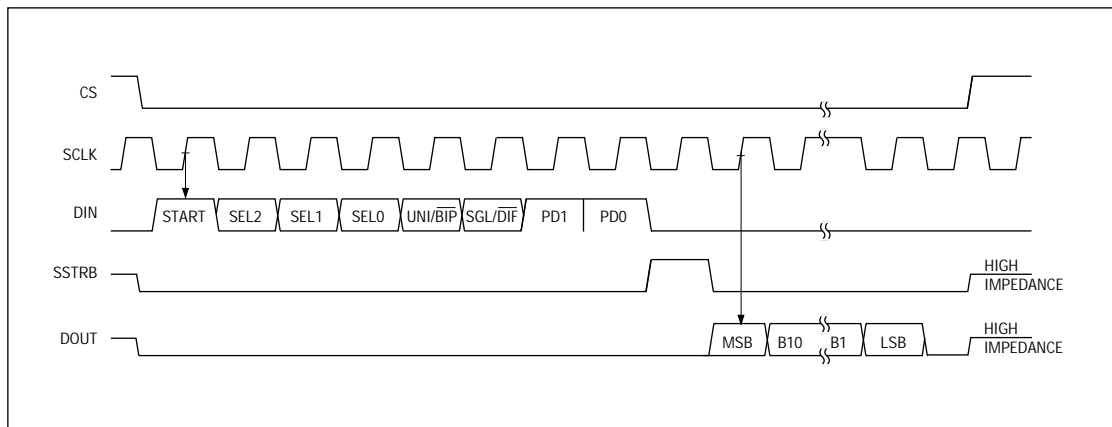 CS
SCLK
DIN
START SEL2 SEL1 SEL0 UNI/BIP SGL/DIF PD1 PD0
SSTRB
HIGH
IMPEDANCE
DOUT
MSB B10 B1 LSB
HIGH
IMPEDANCE